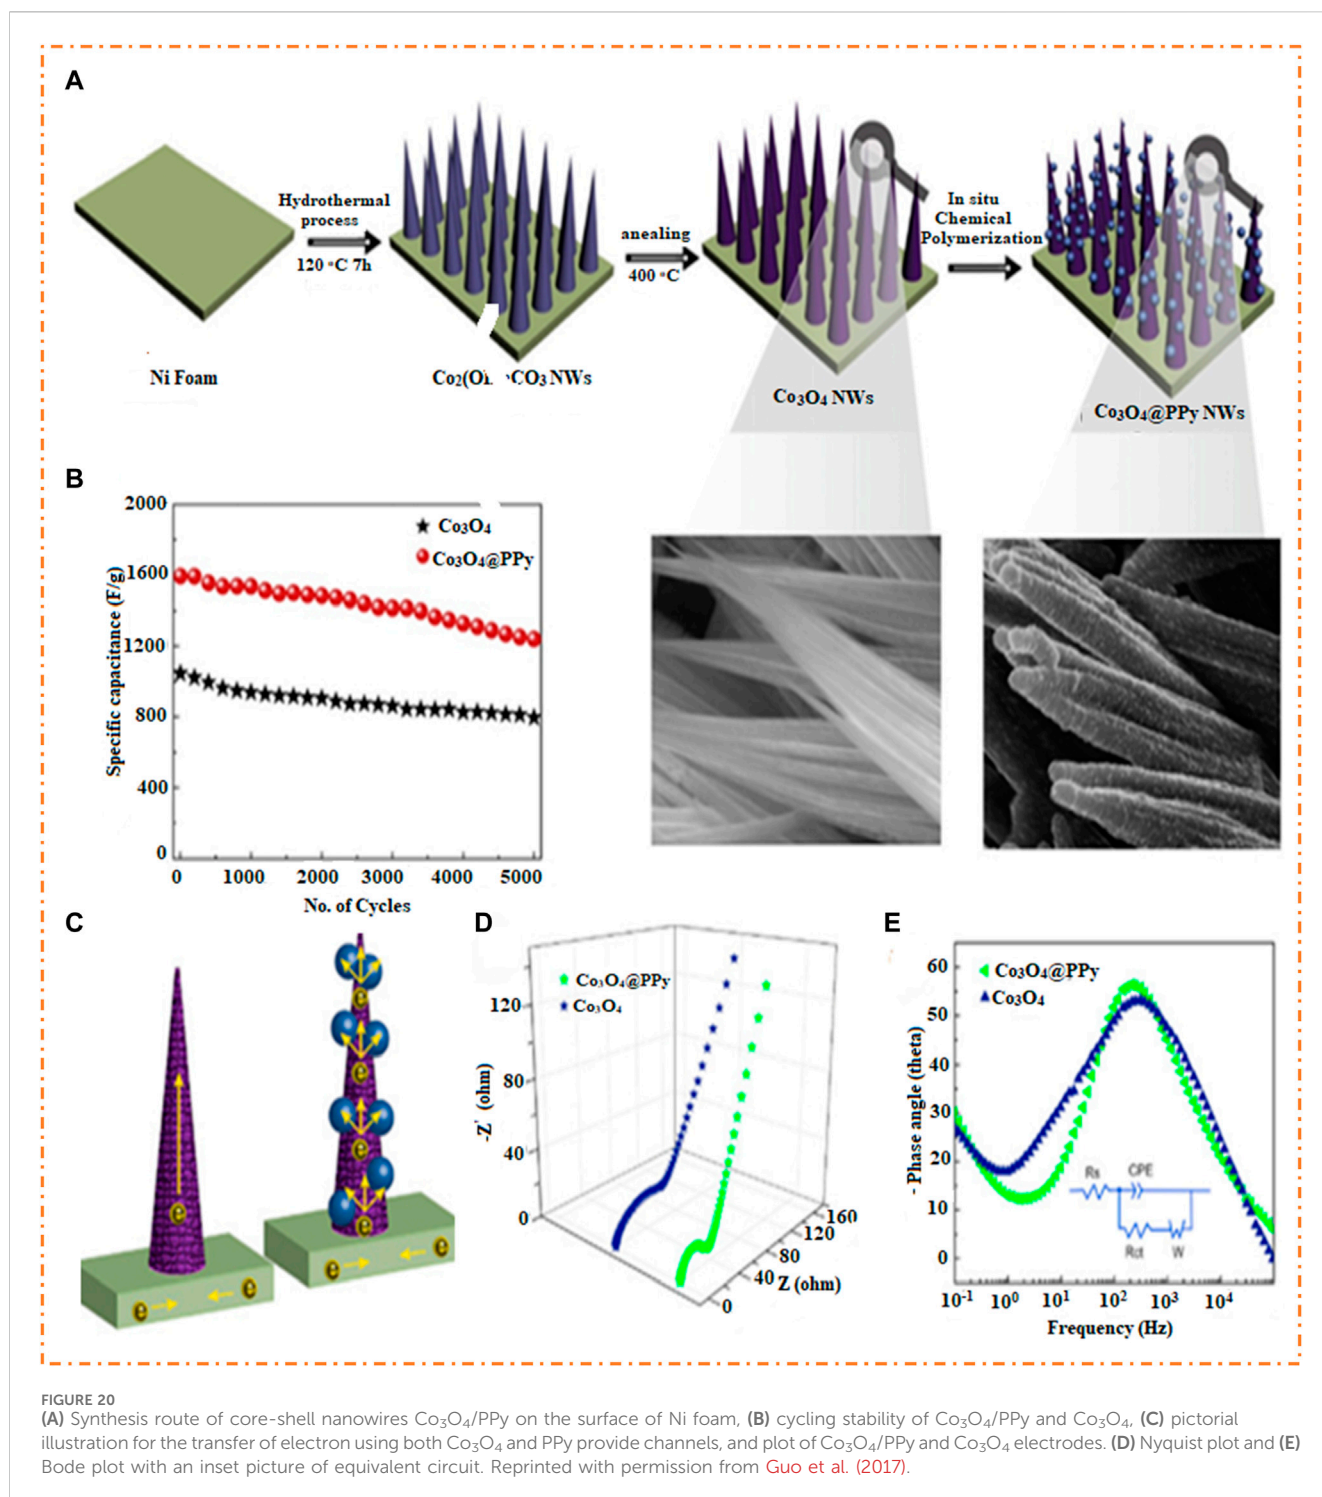 A
Hydrothermal
process
120 °C 7h
anealing
400 °C
In situ
Chemical
Polymerization
Ni Foam
CO₃ NWs
Co₃O₄ NWs
Co₃O₄@PPy NWs
B
2000
1600
1200
800
400
0
Specific capacitance (F/g)
Co₃O₄
Co₃O₄@PPy
0 1000 2000 3000 4000 5000
No. of Cycles
C
e
e e
e
e
e
e
e e
D
Co₃O₄@PPy
Co₃O₄
120
80
40
0
-Z' (ohm)
0 40 80 120 160
Z (ohm)
E
60
50
40
30
20
10
0
- Phase angle (theta)
Co₃O₄@PPy
Co₃O₄
Rs CPE
Rct W
10⁻¹ 10⁰ 10¹ 10² 10³ 10⁴
Frequency (Hz)
FIGURE 20
(A) Synthesis route of core-shell nanowires Co₃O₄/PPy on the surface of Ni foam, (B) cycling stability of Co₃O₄/PPy and Co₃O₄, (C) pictorial
illustration for the transfer of electron using both Co₃O₄ and PPy provide channels, and plot of Co₃O₄/PPy and Co₃O₄ electrodes. (D) Nyquist plot and (E)
Bode plot with an inset picture of equivalent circuit. Reprinted with permission from Guo et al. (2017).